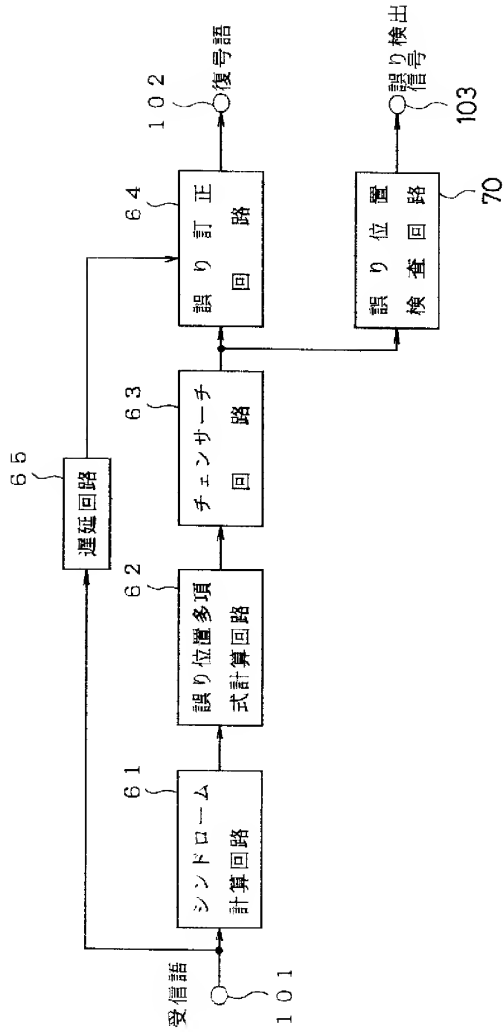 受信語
101
61
シンドローム
計算回路
62
誤り位置多項
式計算回路
63
チェンサーチ
回路
64
誤り訂正
回路
65
遅延回路
102
復号語
誤り位置
検査回路
70
誤り検出
信号
103